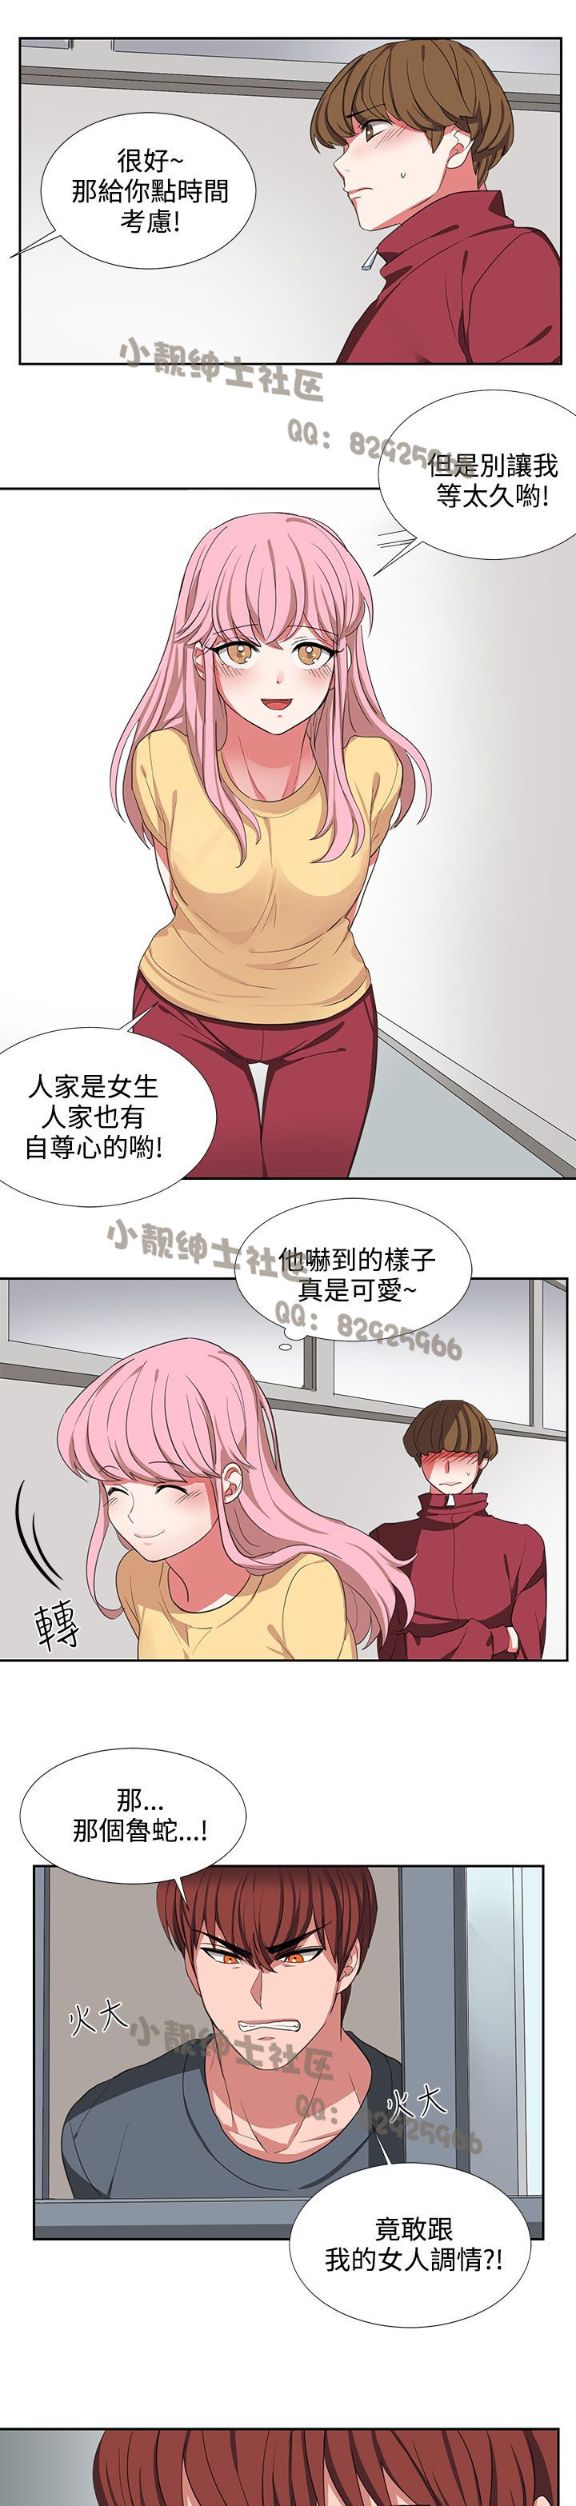 很好~
那給你點時間
考慮!
小靓绅士社区
QQ: 82925966
但是別讓我
等太久喲!
人家是女生
人家也有
自尊心的喲!
小靓绅士社区
QQ: 82925966
他嚇到的樣子
真是可愛~
轉
那...
那個魯蛇...!
火大
小靓绅士社区
QQ: 82925966
火大
竟敢跟
我的女人調情?!